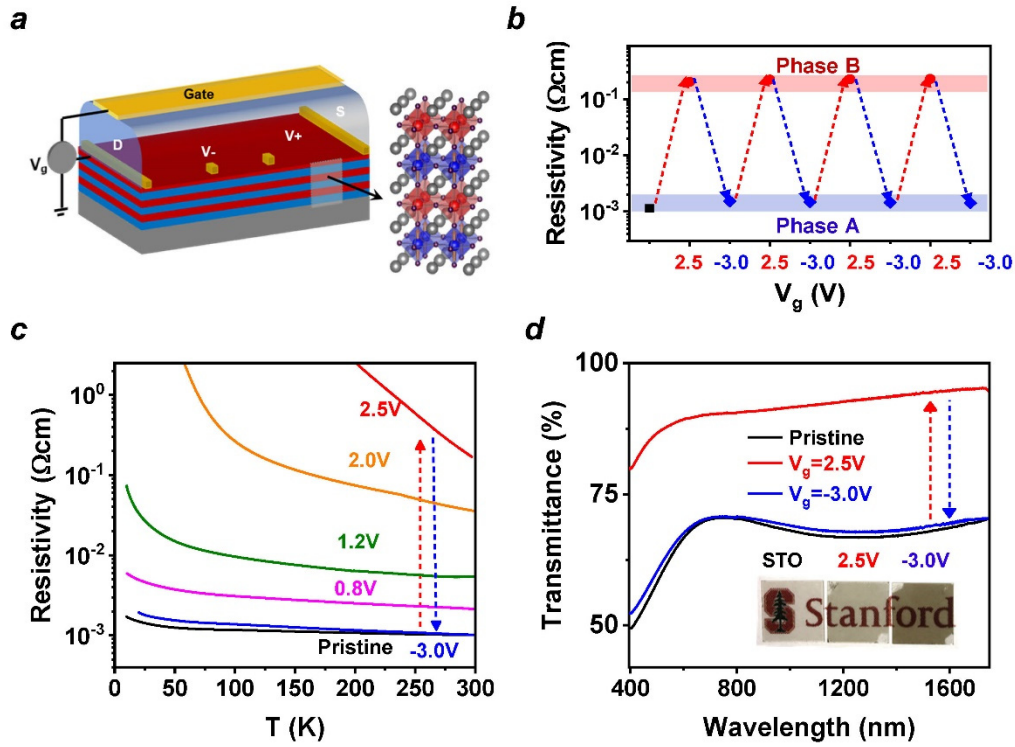 a
Gate
D
S
V-
V+
Vg
b
Resistivity (Ωcm)
10⁻¹
10⁻²
10⁻³
Phase B
Phase A
2.5 -3.0 2.5 -3.0 2.5 -3.0 2.5 -3.0
Vg (V)
c
Resistivity (Ωcm)
10⁰
10⁻¹
10⁻²
10⁻³
2.5V
2.0V
1.2V
0.8V
Pristine
-3.0V
0 50 100 150 200 250 300
T (K)
d
Transmittance (%)
100
75
50
Pristine
Vg=2.5V
Vg=-3.0V
STO 2.5V -3.0V
S Stanford
400 800 1200 1600
Wavelength (nm)